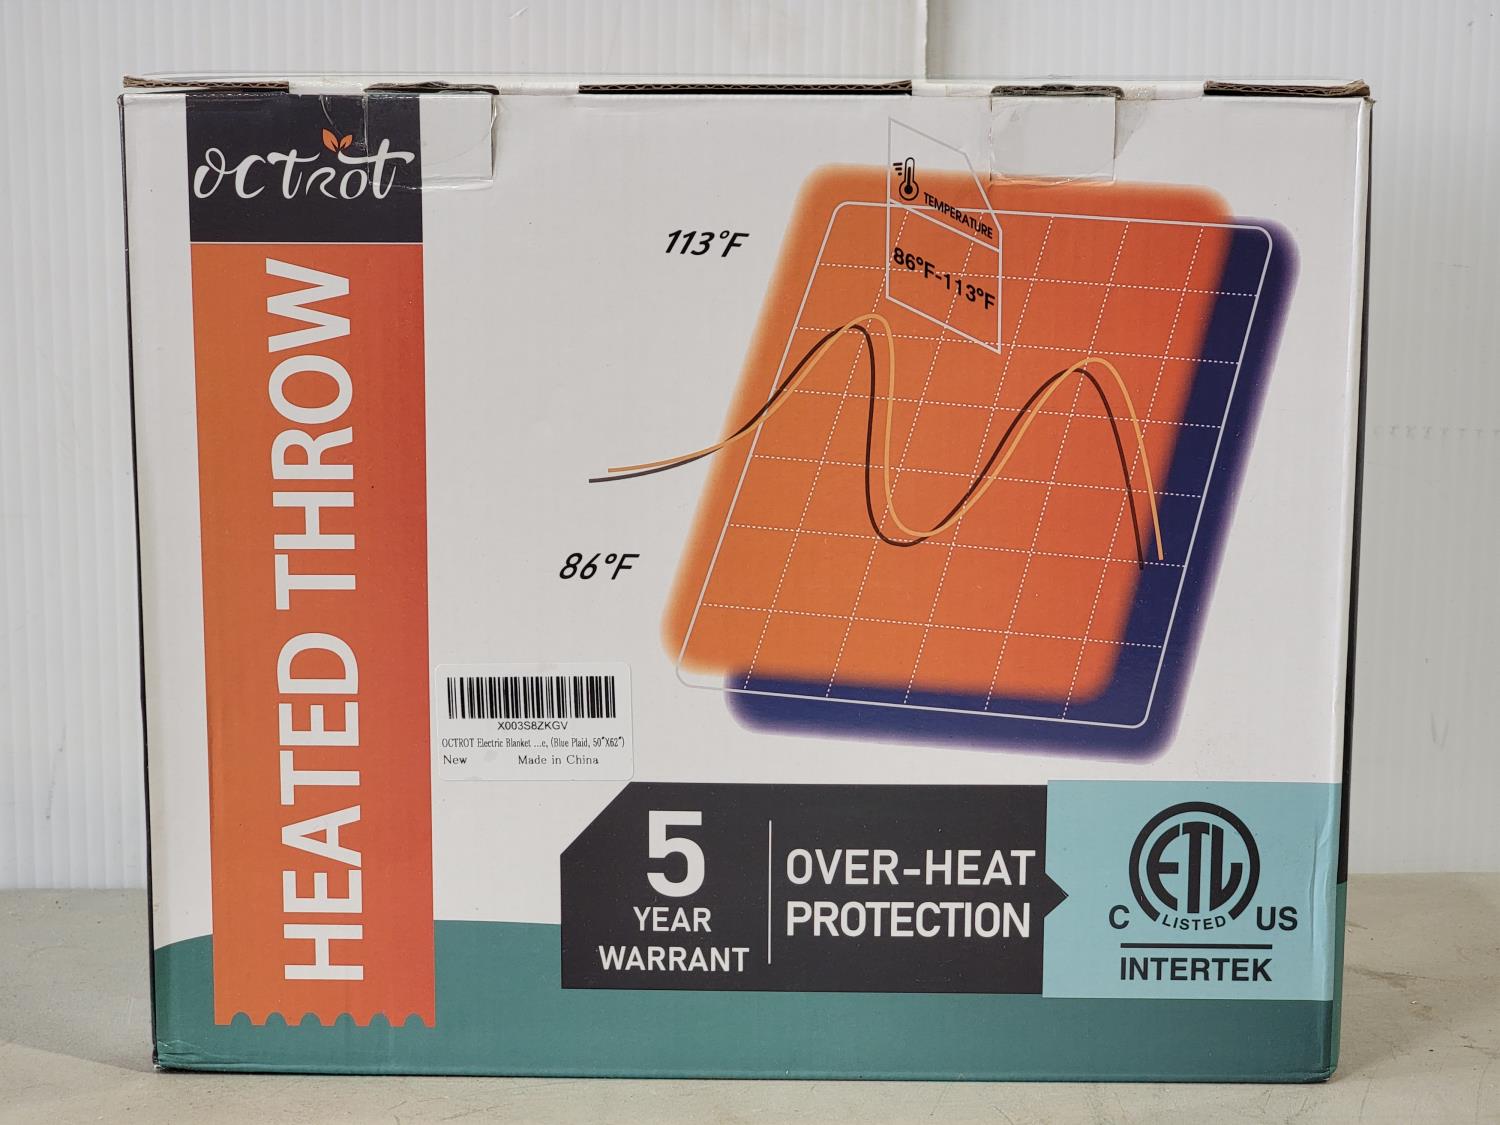 octrot
HEATED THROW
113°F
TEMPERATURE
86°F-113°F
86°F
X003S8ZKGV
OCTROT Electric Blanket ...e, (Blue Plaid, 50"X62")
New Made in China
5
YEAR
WARRANT
OVER-HEAT
PROTECTION
ETL
LISTED
C US
INTERTEK